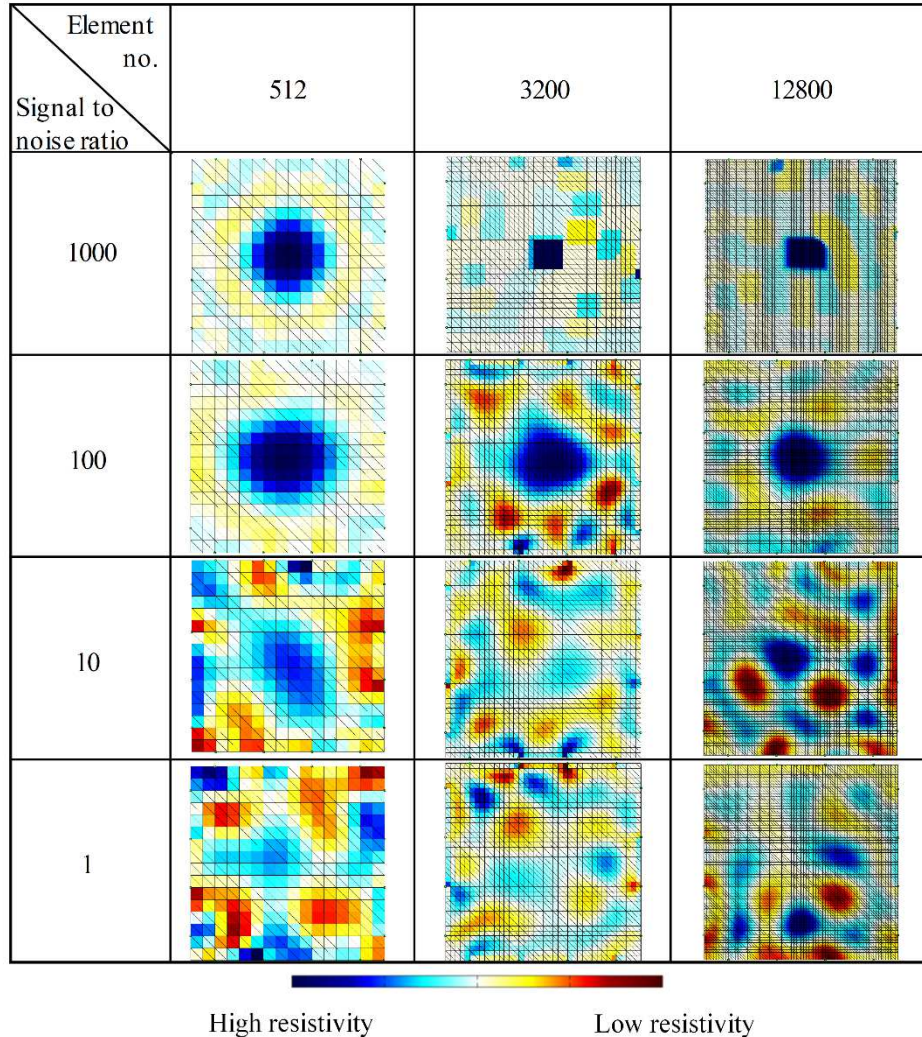 Element
no.
Signal to
noise ratio
512
3200
12800
1000
100
10
1
High resistivity
Low resistivity